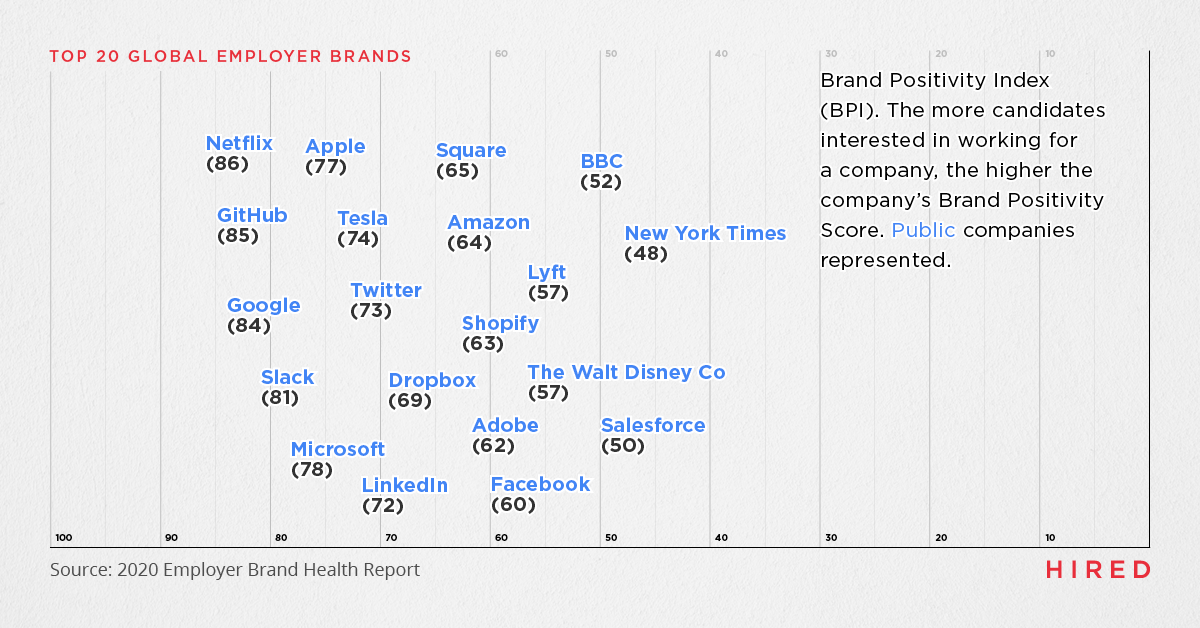 TOP 20 GLOBAL EMPLOYER BRANDS
60
50
40
30
20
10
Brand Positivity Index
(BPI). The more candidates
interested in working for
a company, the higher the
company's Brand Positivity
Score. Public companies
represented.
Netflix
(86)
Apple
(77)
Square
(65)
BBC
(52)
GitHub
(85)
Tesla
(74)
Amazon
(64)
New York Times
(48)
Lyft
(57)
Google
(84)
Twitter
(73)
Shopify
(63)
Slack
(81)
Dropbox
(69)
The Walt Disney Co
(57)
Adobe
(62)
Salesforce
(50)
Microsoft
(78)
LinkedIn
(72)
Facebook
(60)
100
90
80
70
60
50
40
30
20
10
Source: 2020 Employer Brand Health Report
HIRED